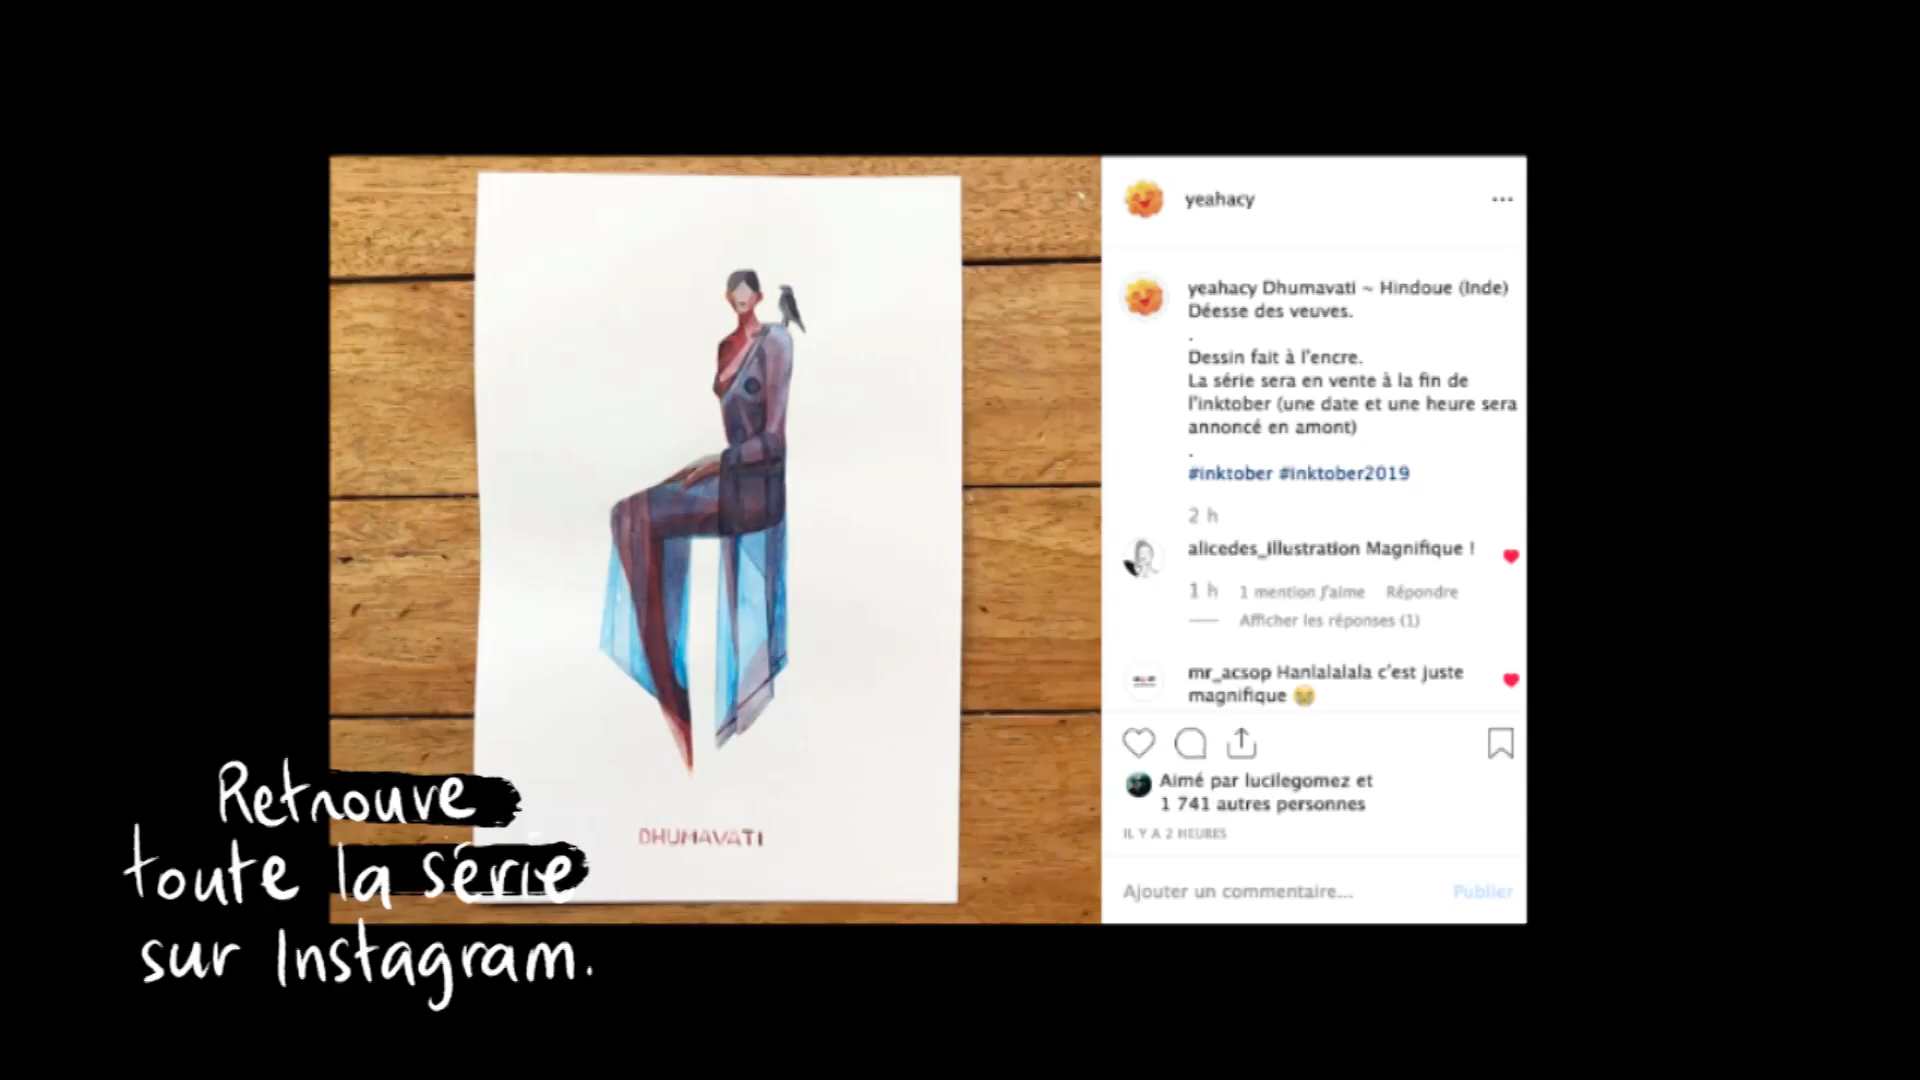 yeahacy
yeahacy Dhumavati ~ Hindoue (Inde)
Déesse des veuves.
.
Dessin fait à l'encre.
La série sera en vente à la fin de
l'inktober (une date et une heure sera
annoncé en amont)
.
#inktober #inktober2019
2 h
alicedes_illustration Magnifique !
1 h 1 mention J'aime Répondre
Afficher les réponses (1)
mr_acsop Hanlalalala c'est juste
magnifique 😭
Aimé par lucilegomez et
1 741 autres personnes
IL Y A 2 HEURES
Ajouter un commentaire... Publier
DHUMAVATI
Retrouve
toute la série
sur Instagram.